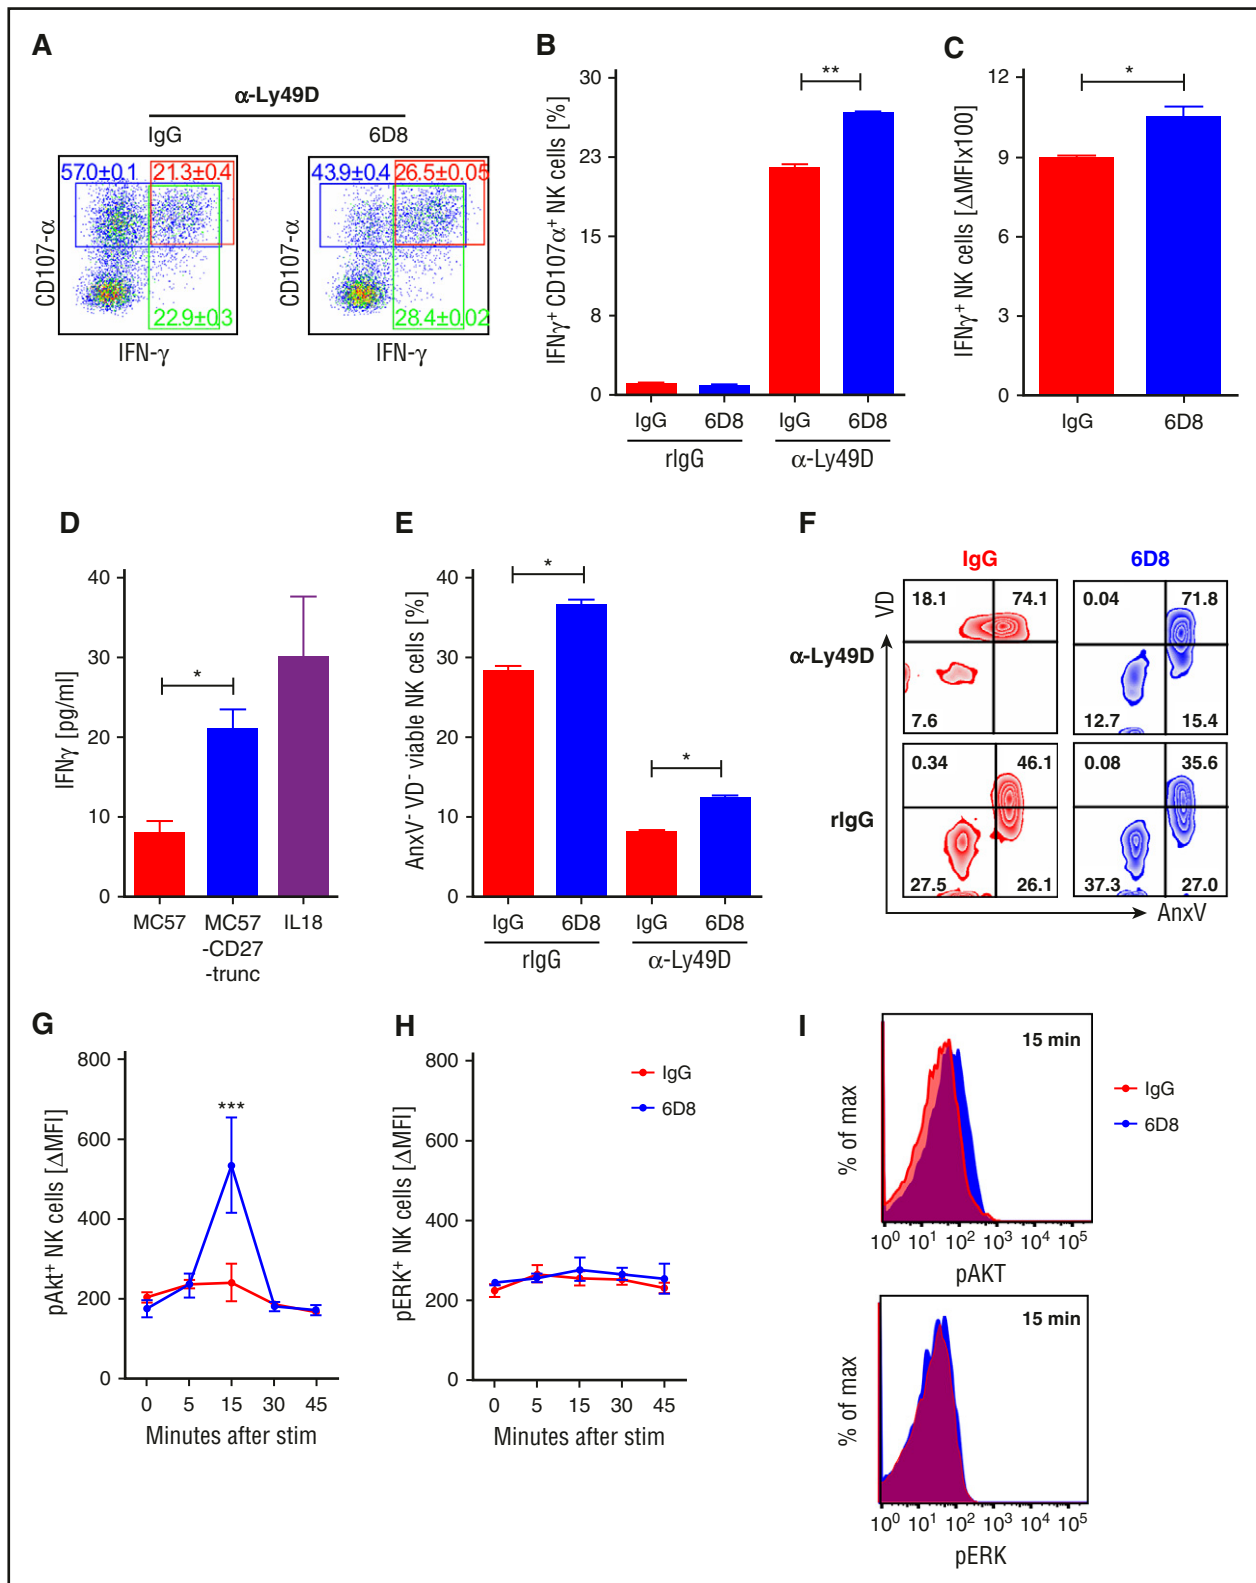 A
α-Ly49D
IgG 6D8
57.0±0.1 21.3±0.4
22.9±0.3
43.9±0.4 26.5±0.05
28.4±0.02
CD107-α
IFN-γ
CD107-α
IFN-γ
B
IFNγ⁺ CD107α⁺ NK cells [%]
30
23
15
8
0
IgG 6D8 IgG 6D8
rIgG α-Ly49D
**
C
IFNγ⁺ NK cells [ΔMFIx100]
12
9
6
3
0
IgG 6D8
*
D
IFNγ [pg/ml]
40
30
20
10
0
*
MC57 MC57 IL18
-CD27
-trunc
E
AnxV⁻ VD⁻ viable NK cells [%]
40
30
20
10
0
*
*
IgG 6D8 IgG 6D8
rIgG α-Ly49D
F
IgG 6D8
VD
α-Ly49D
18.1 74.1
7.6
0.04 71.8
12.7 15.4
rIgG
0.34 46.1
27.5 26.1
0.08 35.6
37.3 27.0
AnxV
G
pAkt⁺ NK cells [ΔMFI]
800
600
400
200
0
***
0 5 15 30 45
Minutes after stim
H
pERK⁺ NK cells [ΔMFI]
800
600
400
200
0
IgG
6D8
0 5 15 30 45
Minutes after stim
I
15 min
% of max
10⁰ 10¹ 10² 10³ 10⁴ 10⁵
pAKT
IgG
6D8
15 min
% of max
10⁰ 10¹ 10² 10³ 10⁴ 10⁵
pERK